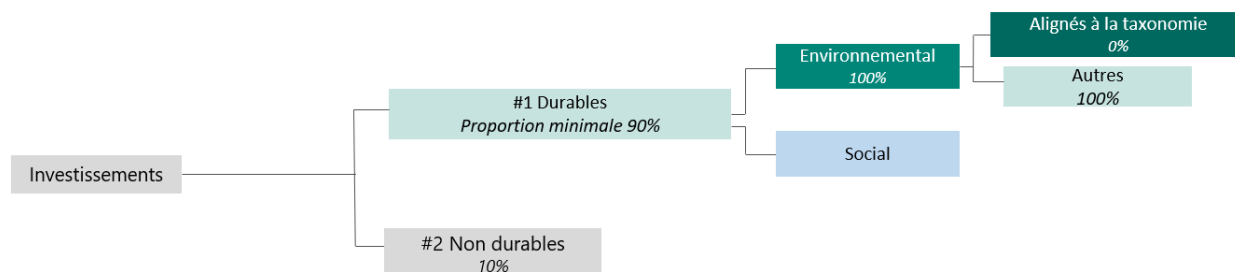 Investissements
#1 Durables
Proportion minimale 90%
#2 Non durables
10%
Environnemental
100%
Social
Alignés à la taxonomie
0%
Autres
100%